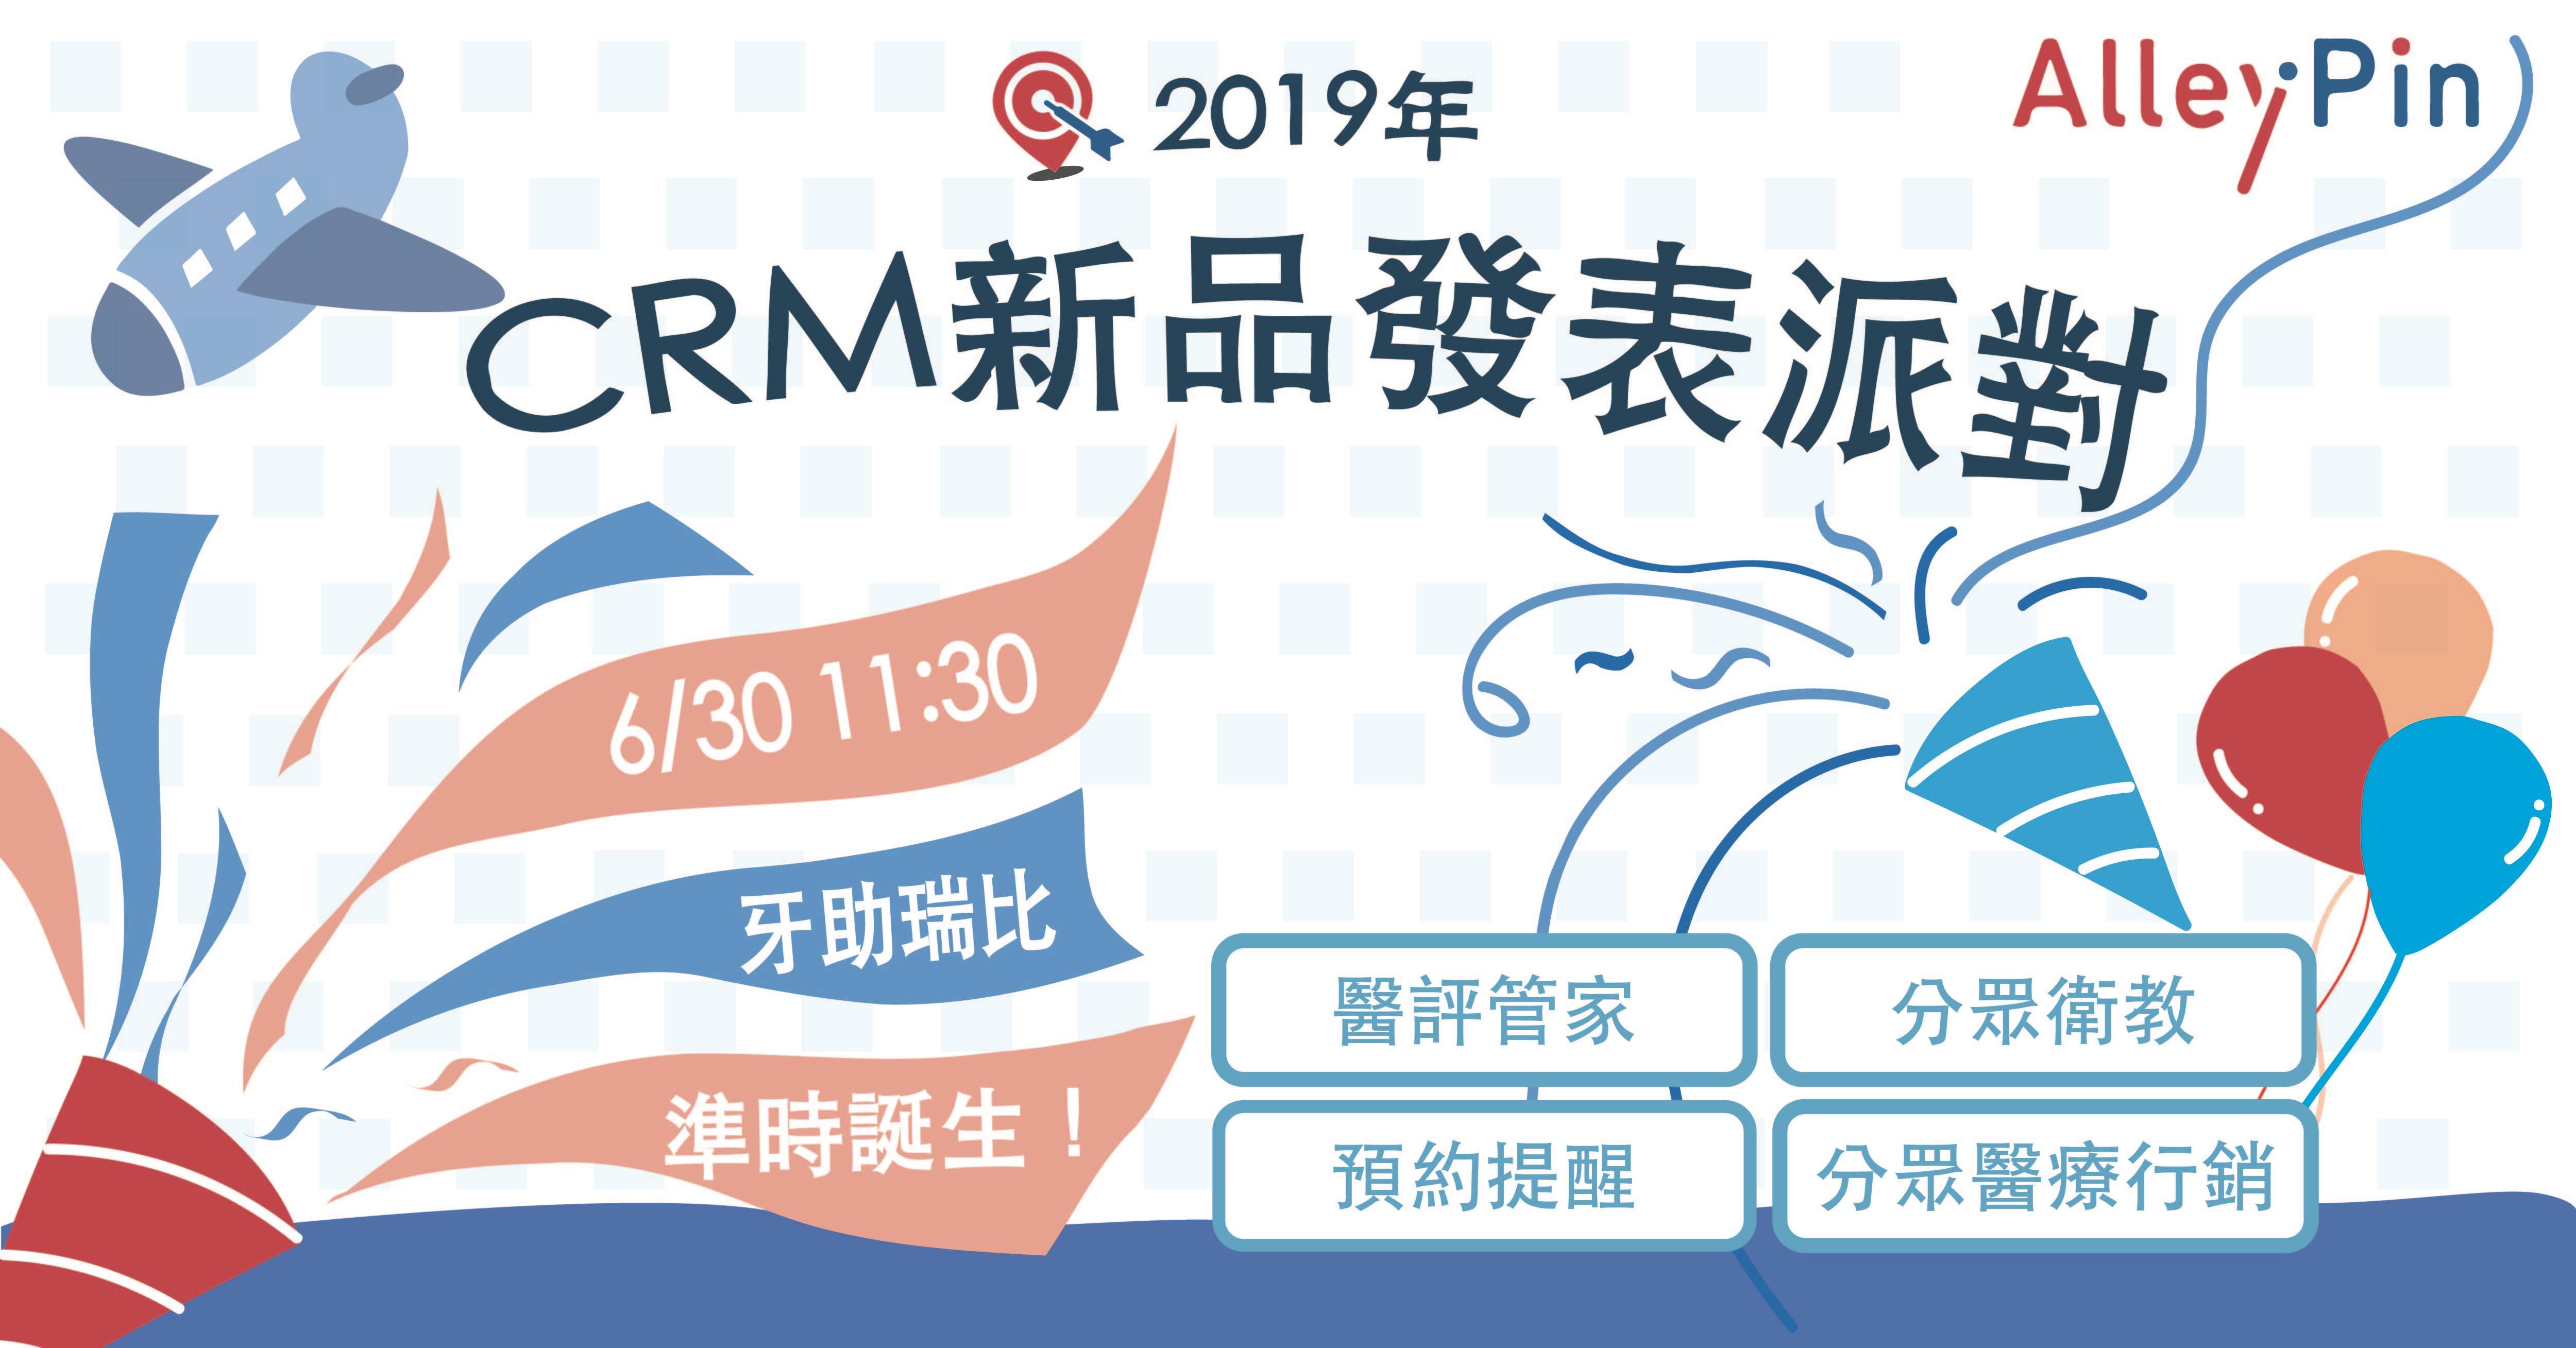 2019年
AlleyPin
CRM新品發表派對
6/30 11:30
牙助瑞比
準時誕生！
醫評管家
分眾衛教
預約提醒
分眾醫療行銷